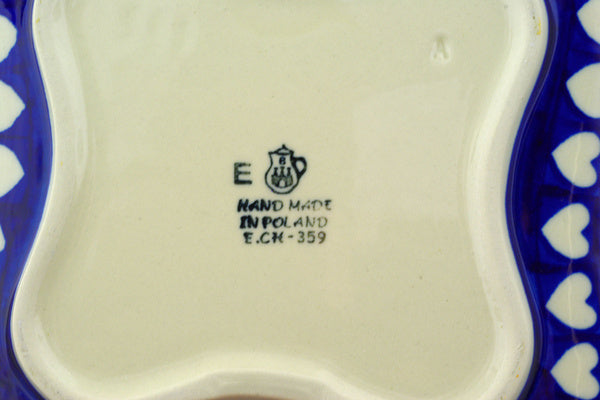 A
B
E
HAND MADE
IN POLAND
E.CH-359